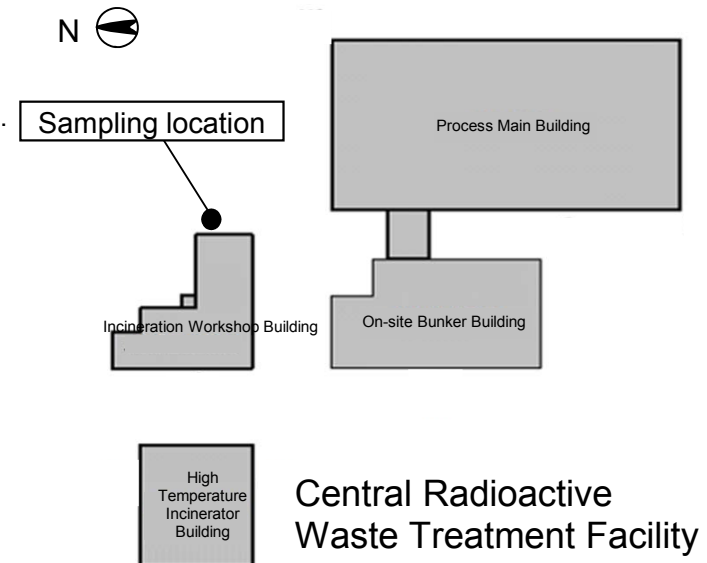 N
Sampling location
Process Main Building
Incineration Workshop Building
On-site Bunker Building
High
Temperature
Incinerator
Building
Central Radioactive
Waste Treatment Facility